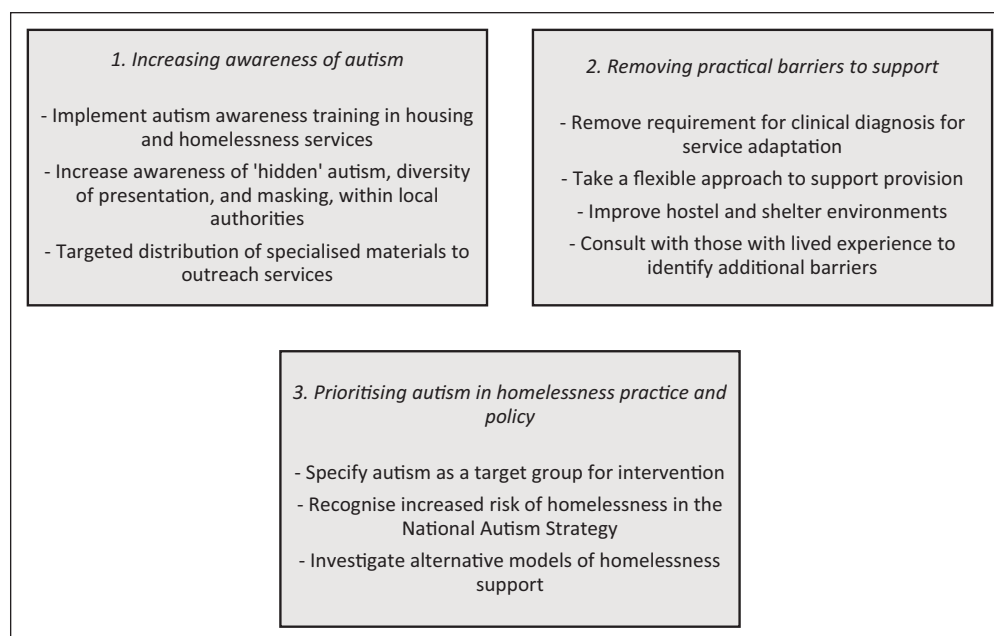 1. Increasing awareness of autism
- Implement autism awareness training in housing
and homelessness services
- Increase awareness of 'hidden' autism, diversity
of presentation, and masking, within local
authorities
- Targeted distribution of specialised materials to
outreach services
2. Removing practical barriers to support
- Remove requirement for clinical diagnosis for
service adaptation
- Take a flexible approach to support provision
- Improve hostel and shelter environments
- Consult with those with lived experience to
identify additional barriers
3. Prioritising autism in homelessness practice and
policy
- Specify autism as a target group for intervention
- Recognise increased risk of homelessness in the
National Autism Strategy
- Investigate alternative models of homelessness
support